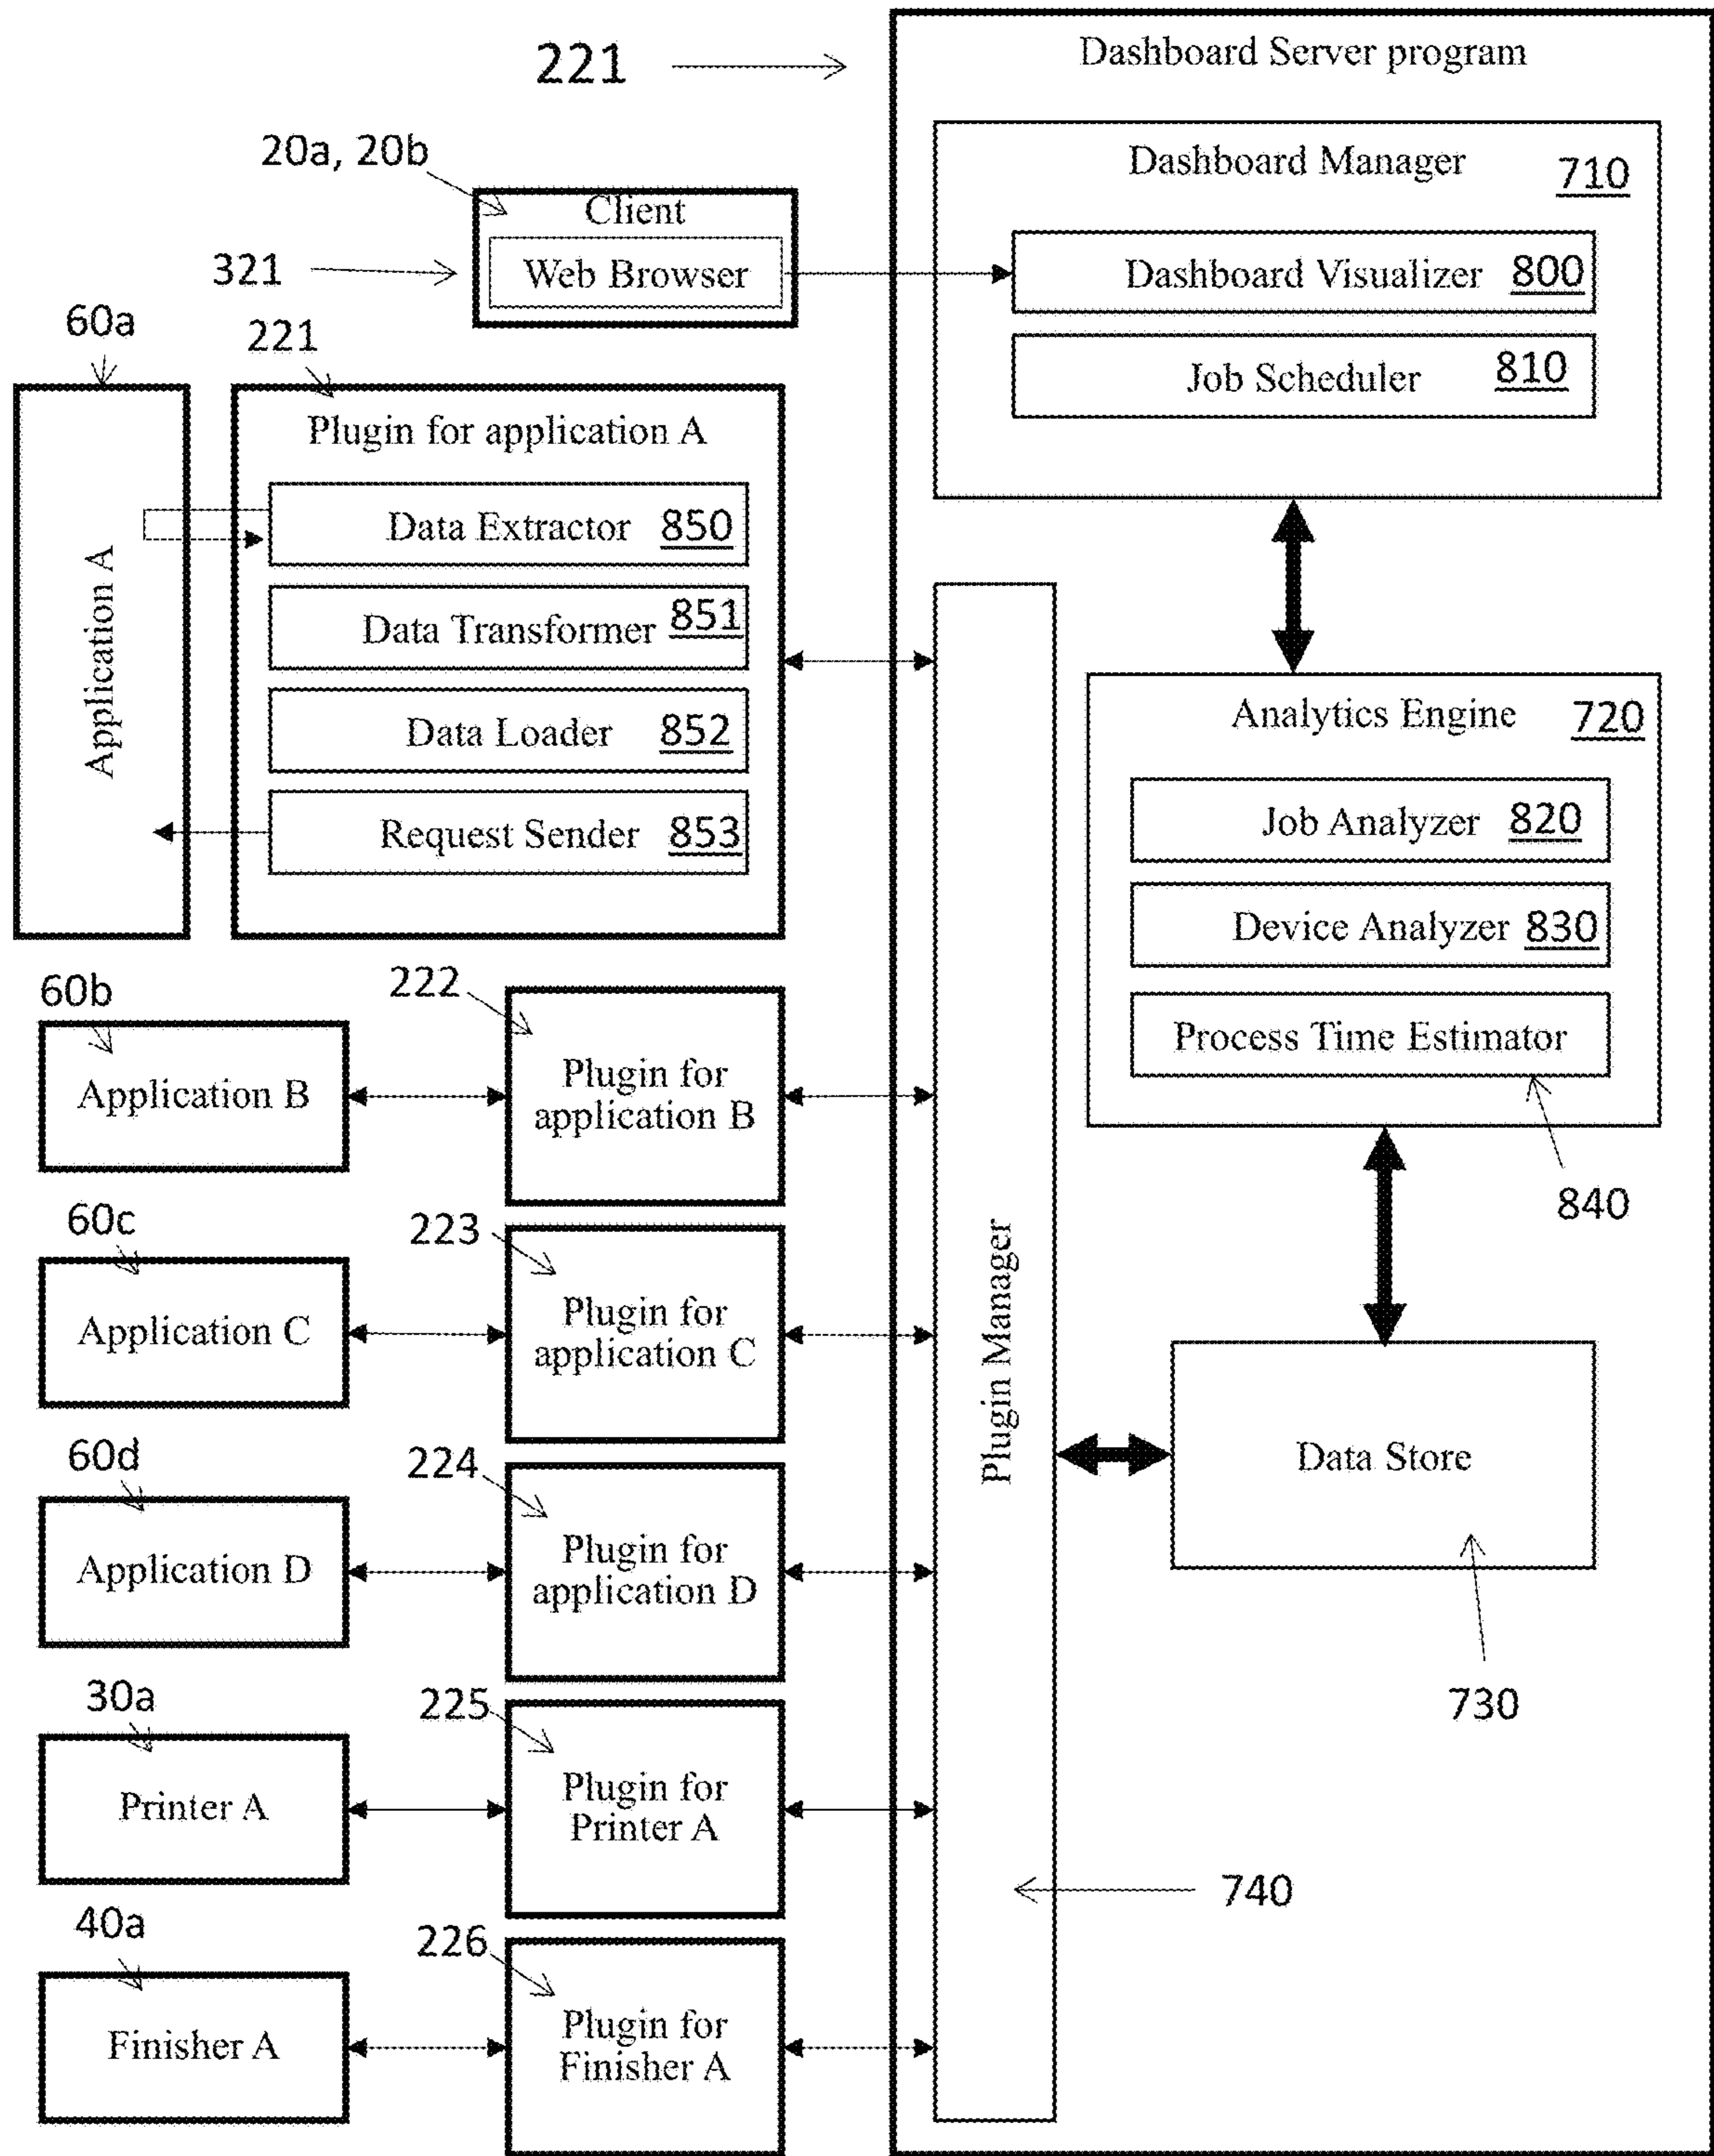 221
Dashboard Server program
20a, 20b
Dashboard Manager
710
Client
321
Web Browser
Dashboard Visualizer 800
Job Scheduler 810
60a
221
Application A
Plugin for application A
Data Extractor 850
Data Transformer 851
Data Loader 852
Request Sender 853
Analytics Engine 720
Job Analyzer 820
Device Analyzer 830
Process Time Estimator
840
60b
222
Application B
Plugin for
application B
60c
223
Application C
Plugin for
application C
Plugin Manager
60d
224
Application D
Plugin for
application D
Data Store
730
30a
225
Printer A
Plugin for
Printer A
740
40a
226
Finisher A
Plugin for
Finisher A